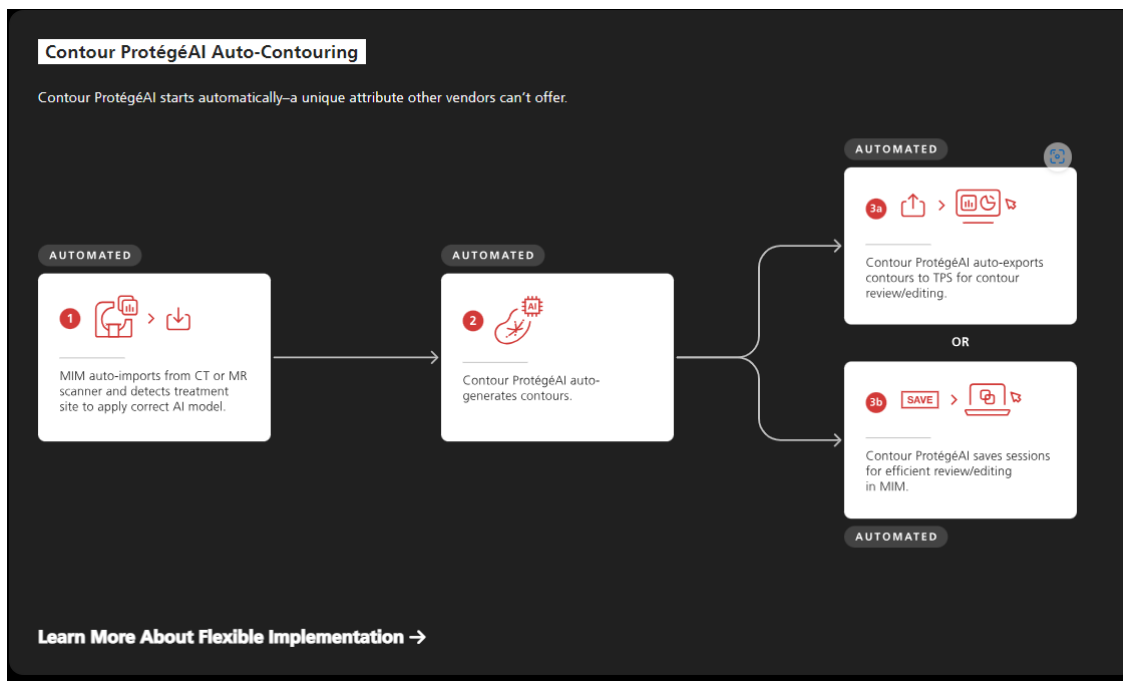 Contour ProtégéAI Auto-Contouring
Contour ProtégéAI starts automatically–a unique attribute other vendors can't offer.
AUTOMATED
1
MIM auto-imports from CT or MR
scanner and detects treatment
site to apply correct AI model.
AUTOMATED
2
AI
Contour ProtégéAI auto-
generates contours.
AUTOMATED
3a
Contour ProtégéAI auto-exports
contours to TPS for contour
review/editing.
OR
3b
SAVE
Contour ProtégéAI saves sessions
for efficient review/editing
in MIM.
AUTOMATED
Learn More About Flexible Implementation →